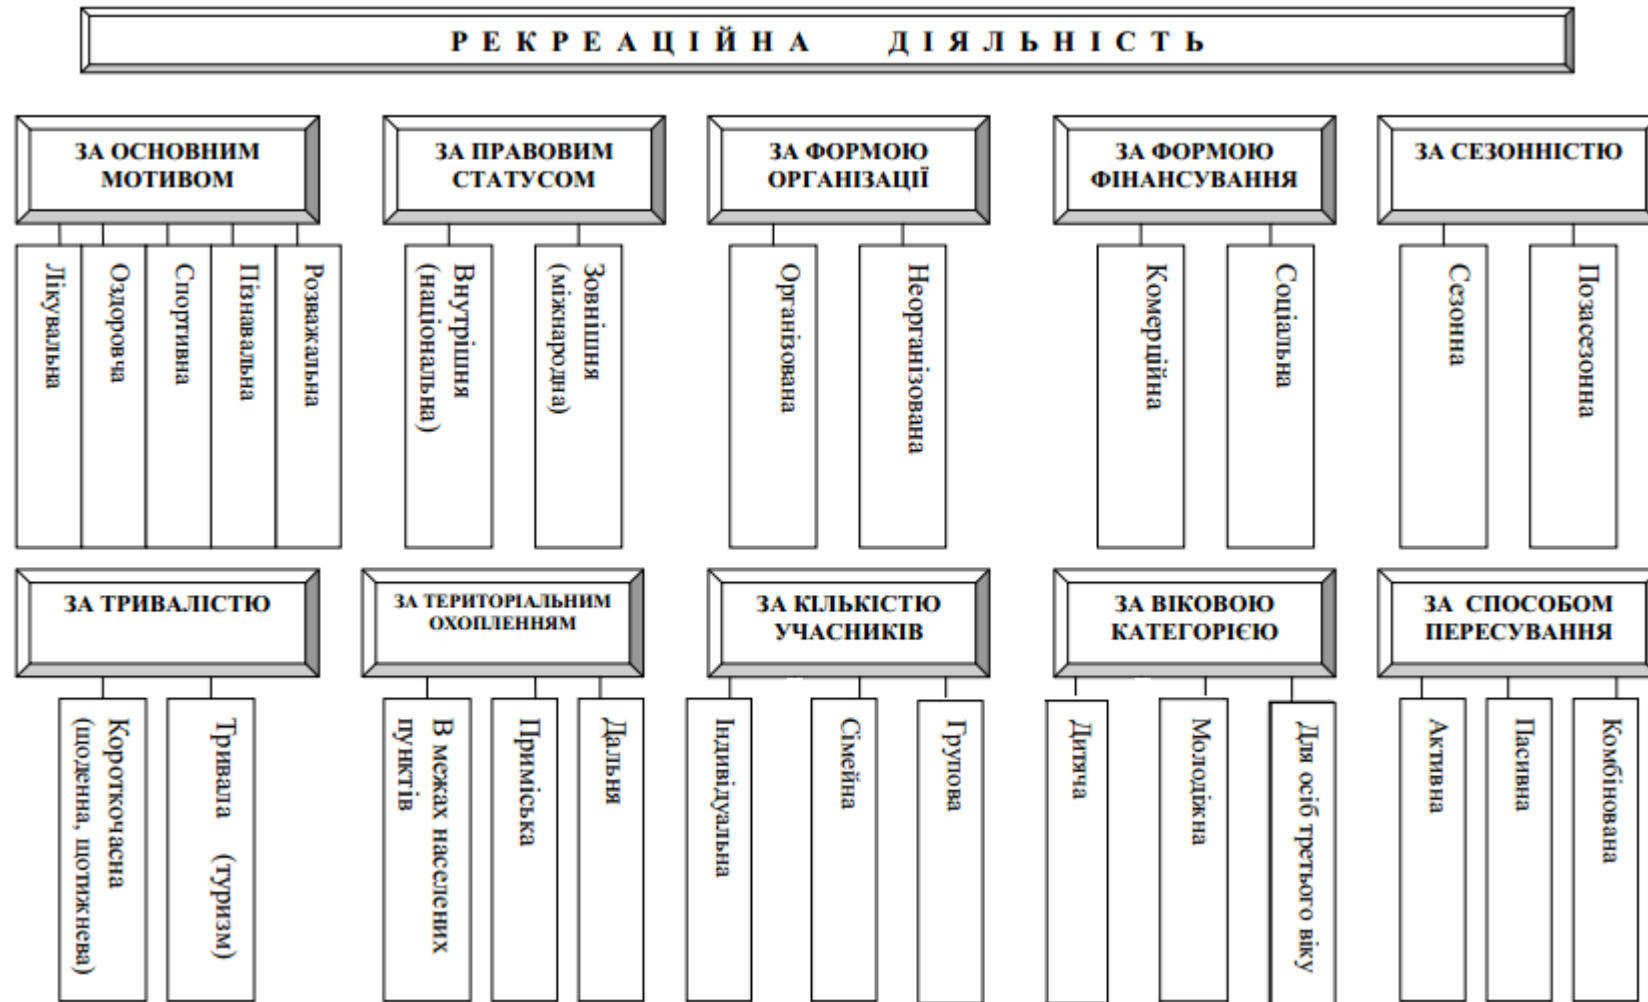 РЕКРЕАЦІЙНА ДІЯЛЬНІСТЬ
ЗА ОСНОВНИМ
МОТИВОМ
Лікувальна
Оздоровча
Спортивна
Пізнавальна
Розважальна
ЗА ПРАВОВИМ
СТАТУСОМ
Внутрішня
(національна)
Зовнішня
(міжнародна)
ЗА ФОРМОЮ
ОРГАНІЗАЦІЇ
Організована
Неорганізована
ЗА ФОРМОЮ
ФІНАНСУВАННЯ
Комерційна
Соціальна
ЗА СЕЗОННІСТЮ
Сезонна
Позасезонна
ЗА ТРИВАЛІСТЮ
Короткочасна
(щоденна, щотижнева)
Тривала (туризм)
ЗА ТЕРИТОРІАЛЬНИМ
ОХОПЛЕННЯМ
В межах населених
пунктів
Приміська
Дальня
ЗА КІЛЬКІСТЮ
УЧАСНИКІВ
Індивідуальна
Сімейна
Групова
ЗА ВІКОВОЮ
КАТЕГОРІЄЮ
Дитяча
Молодіжна
Для осіб третього віку
ЗА СПОСОБОМ
ПЕРЕСУВАННЯ
Активна
Пасивна
Комбінована